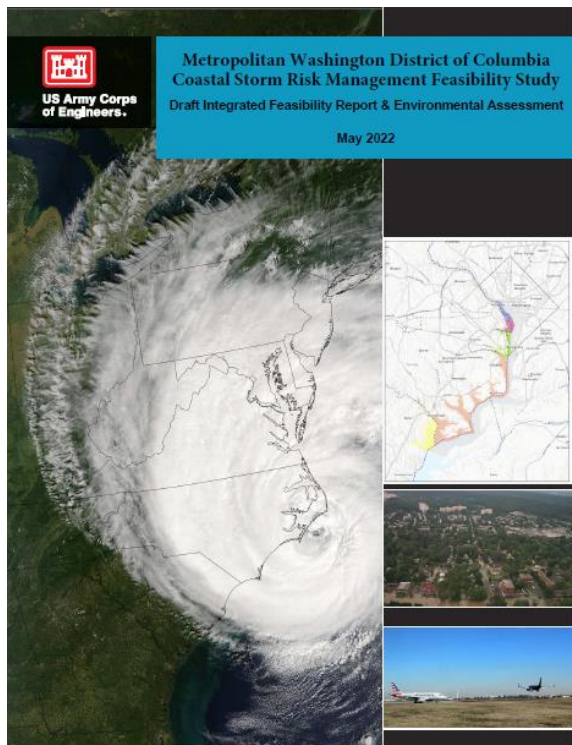 Metropolitan Washington District of Columbia
Coastal Storm Risk Management Feasibility Study
Draft Integrated Feasibility Report & Environmental Assessment
May 2022
US Army Corps
of Engineers®